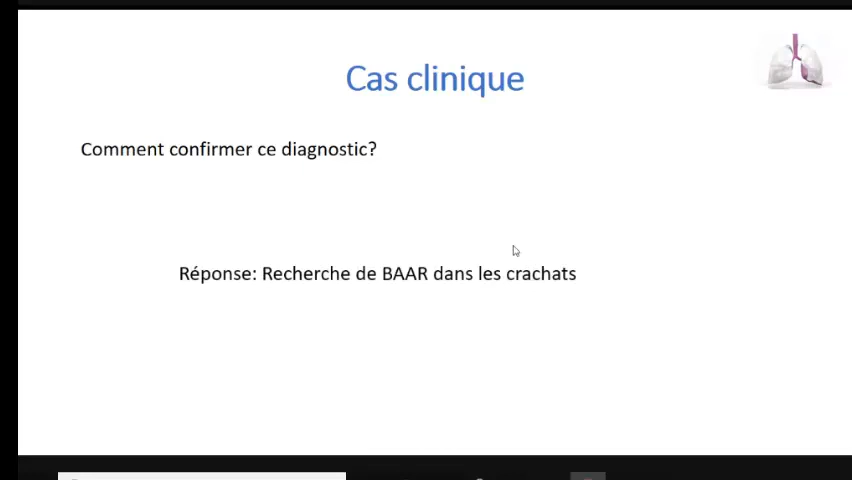 Cas clinique
Comment confirmer ce diagnostic?
Réponse: Recherche de BAAR dans les crachats